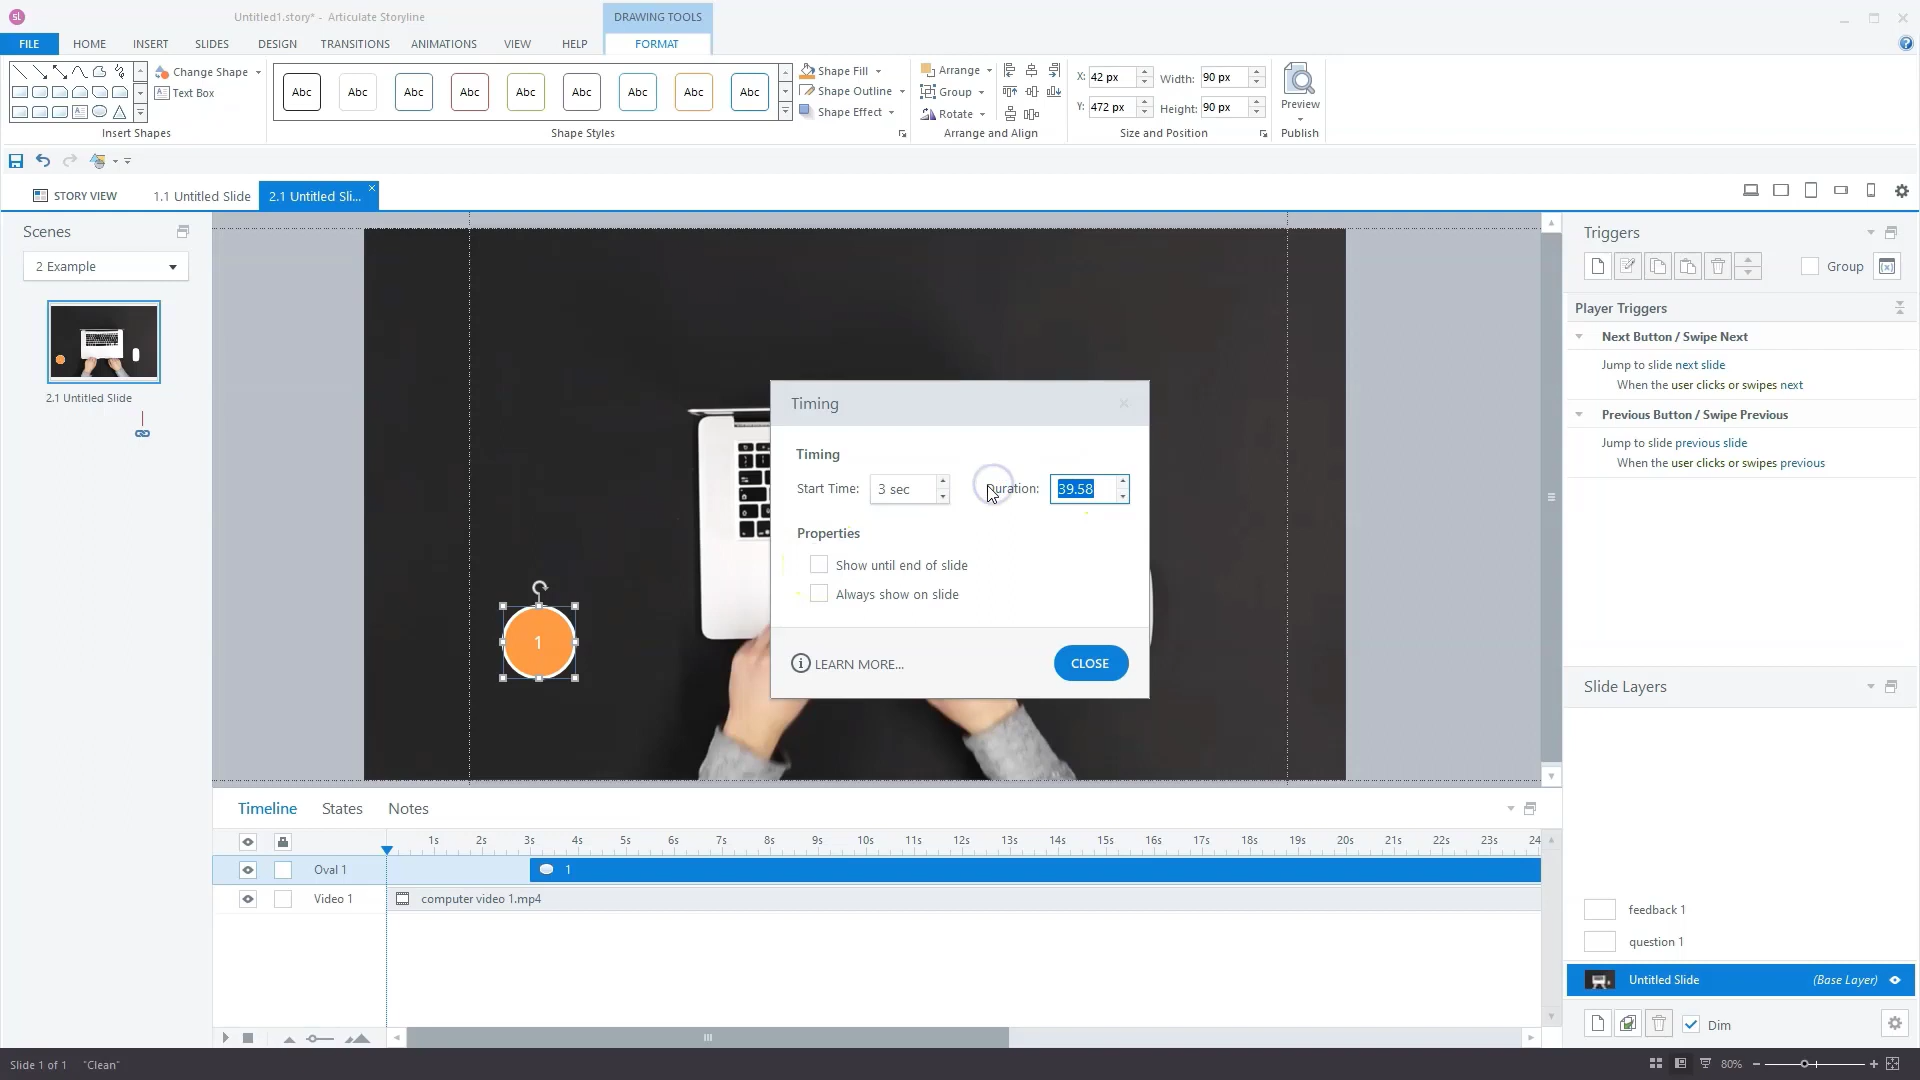 sl
Untitled1.story* - Articulate Storyline
DRAWING TOOLS
FILE HOME INSERT SLIDES DESIGN TRANSITIONS ANIMATIONS VIEW HELP FORMAT
Change Shape
Text Box
Insert Shapes
Abc Abc Abc Abc Abc Abc Abc Abc Abc
Shape Styles
Shape Fill
Shape Outline
Shape Effect
Arrange
Group
Rotate
Arrange and Align
X: 42 px Width: 90 px
Y: 472 px Height: 90 px
Size and Position
Preview
Publish
STORY VIEW 1.1 Untitled Slide 2.1 Untitled Sli...
Scenes
2 Example
2.1 Untitled Slide
1
Timing
Timing
Start Time: 3 sec Duration: 39.58
Properties
Show until end of slide
Always show on slide
LEARN MORE...
CLOSE
Triggers
Group
Player Triggers
Next Button / Swipe Next
Jump to slide next slide
When the user clicks or swipes next
Previous Button / Swipe Previous
Jump to slide previous slide
When the user clicks or swipes previous
Slide Layers
feedback 1
question 1
Untitled Slide (Base Layer)
Dim
Timeline States Notes
1s 2s 3s 4s 5s 6s 7s 8s 9s 10s 11s 12s 13s 14s 15s 16s 17s 18s 19s 20s 21s 22s 23s 24
Oval 1 1
Video 1 computer video 1.mp4
Slide 1 of 1 "Clean" 80%